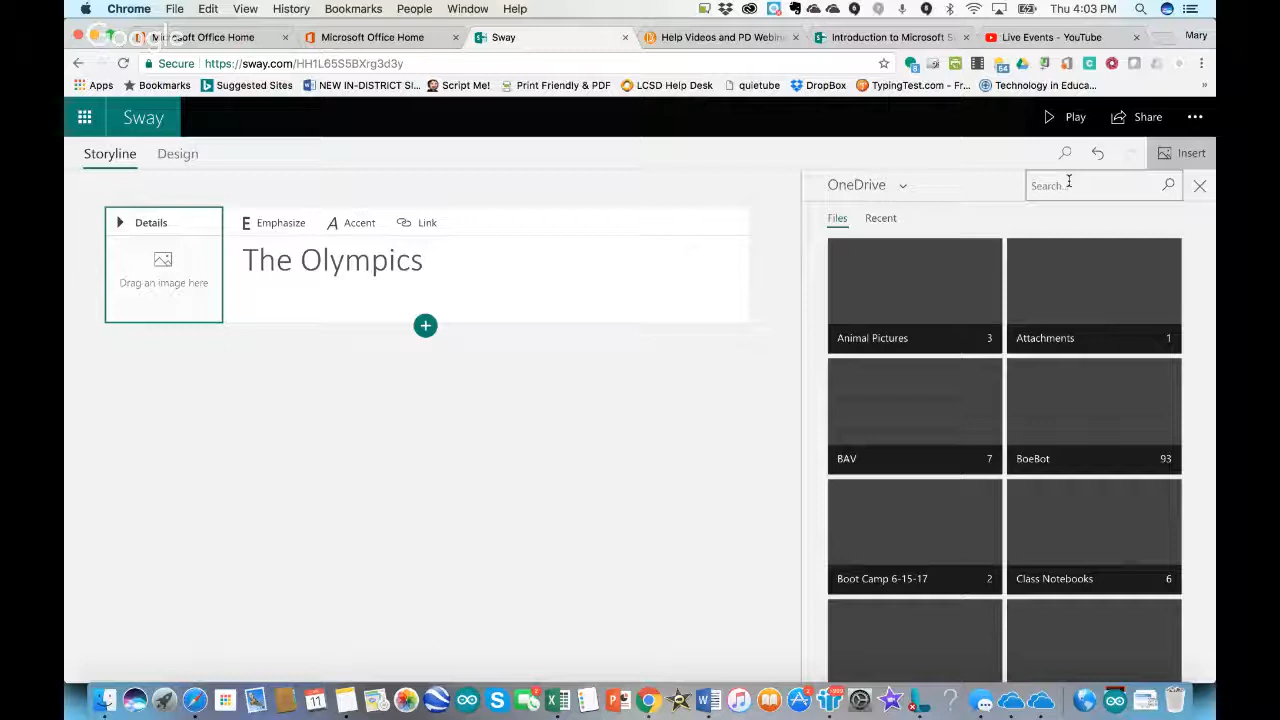 Chrome File Edit View History Bookmarks People Window Help Thu 4:03 PM
Google
Microsoft Office Home Microsoft Office Home Sway Help Videos and PD Webin Introduction to Microsoft S Live Events - YouTube Mary
Secure https://sway.com/HH1L65S5BXrg3d3y
Apps Bookmarks Suggested Sites NEW IN-DISTRICT SI... Script Me! Print Friendly & PDF LCSD Help Desk quietube DropBox TypingTest.com - Fr... Technology in Educa...
Sway Play Share
Storyline Design Insert
OneDrive Search...
Files Recent
Details Emphasize Accent Link
The Olympics
Drag an image here
Animal Pictures 3 Attachments 1
BAV 7 BoeBot 93
Boot Camp 6-15-17 2 Class Notebooks 6